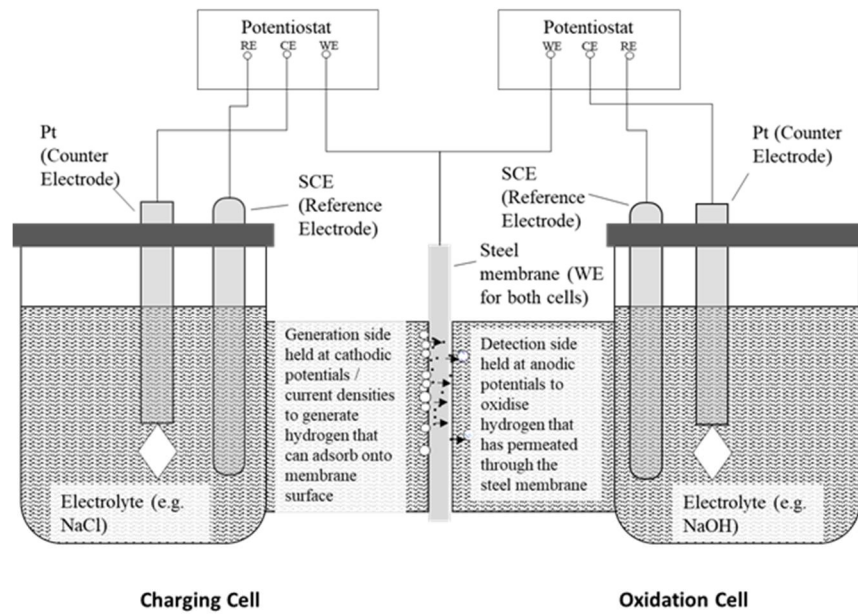 Potentiostat
RE CE WE
Potentiostat
WE CE RE
Pt
(Counter
Electrode)
SCE
(Reference
Electrode)
SCE
(Reference
Electrode)
Pt (Counter
Electrode)
Steel
membrane (WE
for both cells)
Generation side
held at cathodic
potentials /
current densities
to generate
hydrogen that
can adsorb onto
membrane
surface
Detection side
held at anodic
potentials to
oxidise
hydrogen that
has permeated
through the
steel membrane
Electrolyte (e.g.
NaCl)
Electrolyte (e.g.
NaOH)
Charging Cell
Oxidation Cell